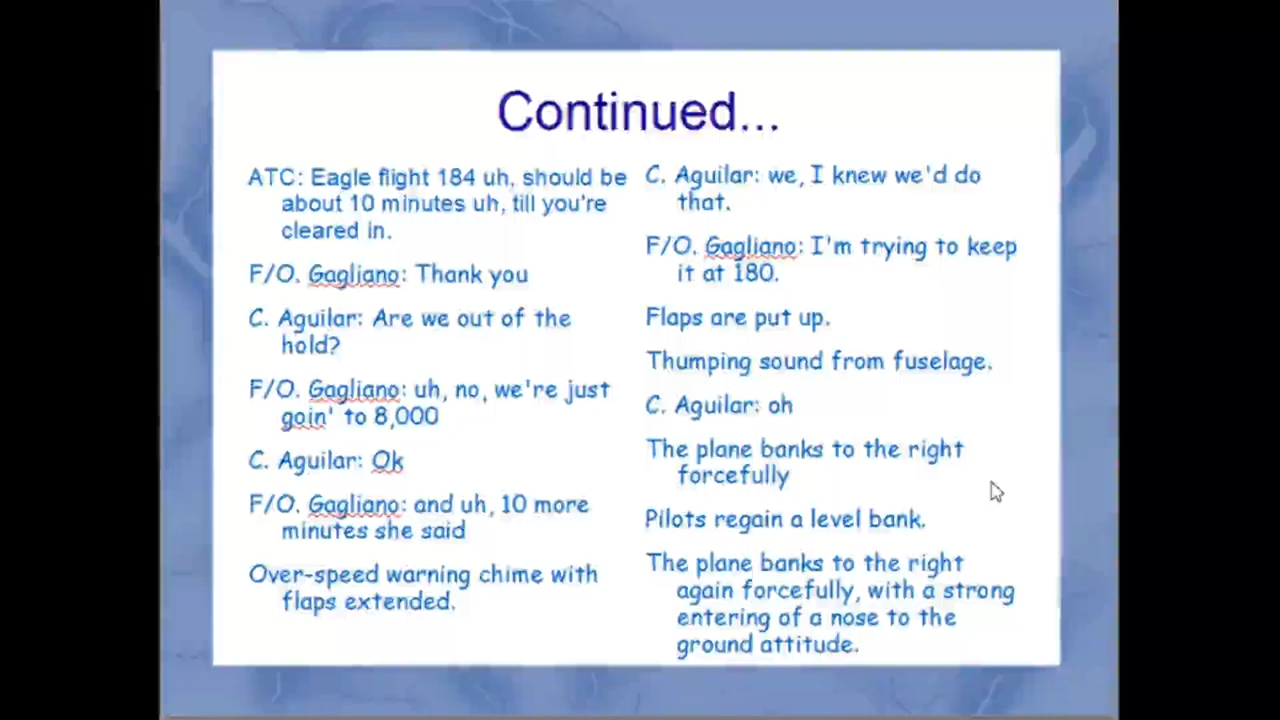 Continued...
ATC: Eagle flight 184 uh, should be
about 10 minutes uh, till you're
cleared in.
F/O. Gagliano: Thank you
C. Aguilar: Are we out of the
hold?
F/O. Gagliano: uh, no, we're just
goin' to 8,000
C. Aguilar: Ok
F/O. Gagliano: and uh, 10 more
minutes she said
Over-speed warning chime with
flaps extended.
C. Aguilar: we, I knew we'd do
that.
F/O. Gagliano: I'm trying to keep
it at 180.
Flaps are put up.
Thumping sound from fuselage.
C. Aguilar: oh
The plane banks to the right
forcefully
Pilots regain a level bank.
The plane banks to the right
again forcefully, with a strong
entering of a nose to the
ground attitude.